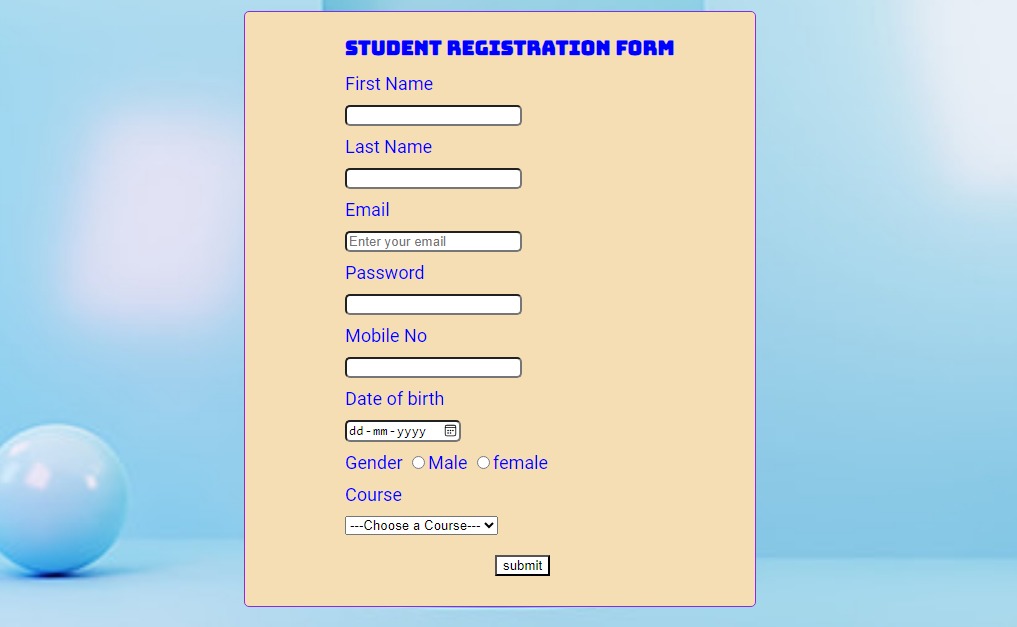 STUDENT REGISTRATION FORM
First Name
Last Name
Email
Enter your email
Password
Mobile No
Date of birth
dd-mm-yyyy
Gender Male female
Course
---Choose a Course---
submit